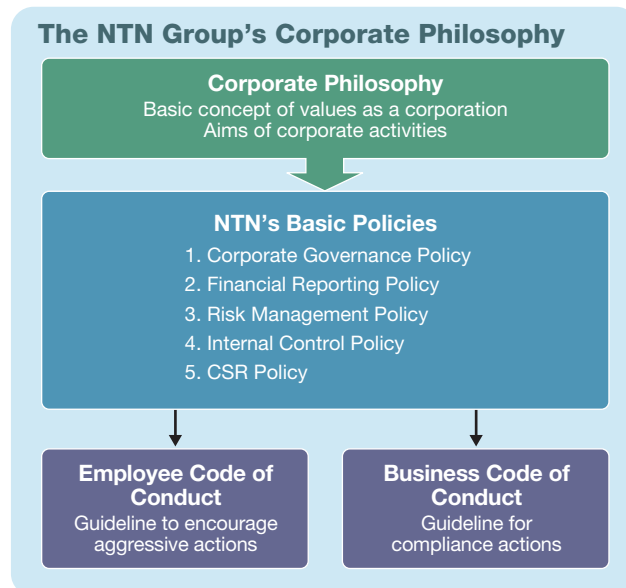 The NTN Group's Corporate Philosophy
Corporate Philosophy
Basic concept of values as a corporation
Aims of corporate activities
NTN's Basic Policies
1. Corporate Governance Policy
2. Financial Reporting Policy
3. Risk Management Policy
4. Internal Control Policy
5. CSR Policy
Employee Code of
Conduct
Guideline to encourage
aggressive actions
Business Code of
Conduct
Guideline for
compliance actions